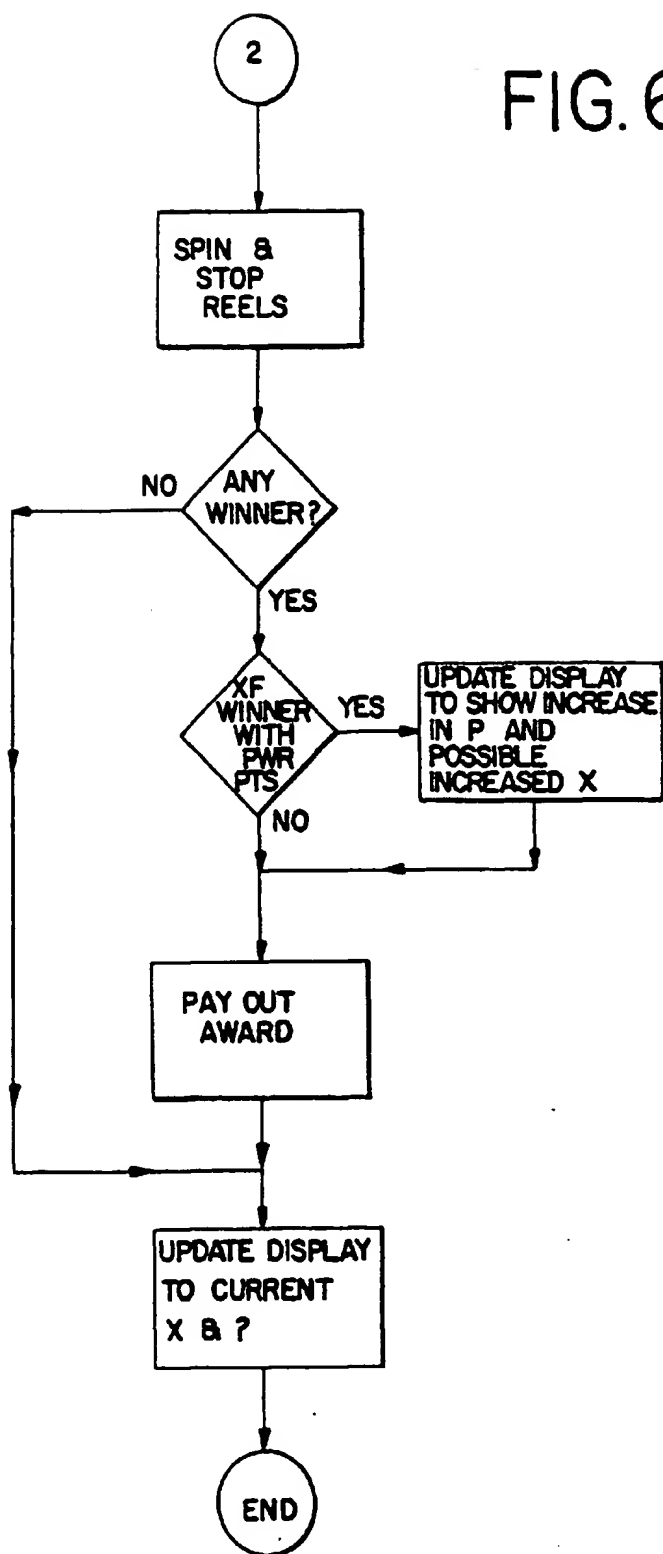 2
FIG. 6
SPIN &
STOP
REELS
ANY
WINNER?
NO
YES
XF
WINNER
WITH
PWR
PTS
YES
UPDATE DISPLAY
TO SHOW INCREASE
IN P AND
POSSIBLE
INCREASED X
NO
PAY OUT
AWARD
UPDATE DISPLAY
TO CURRENT
X & ?
END